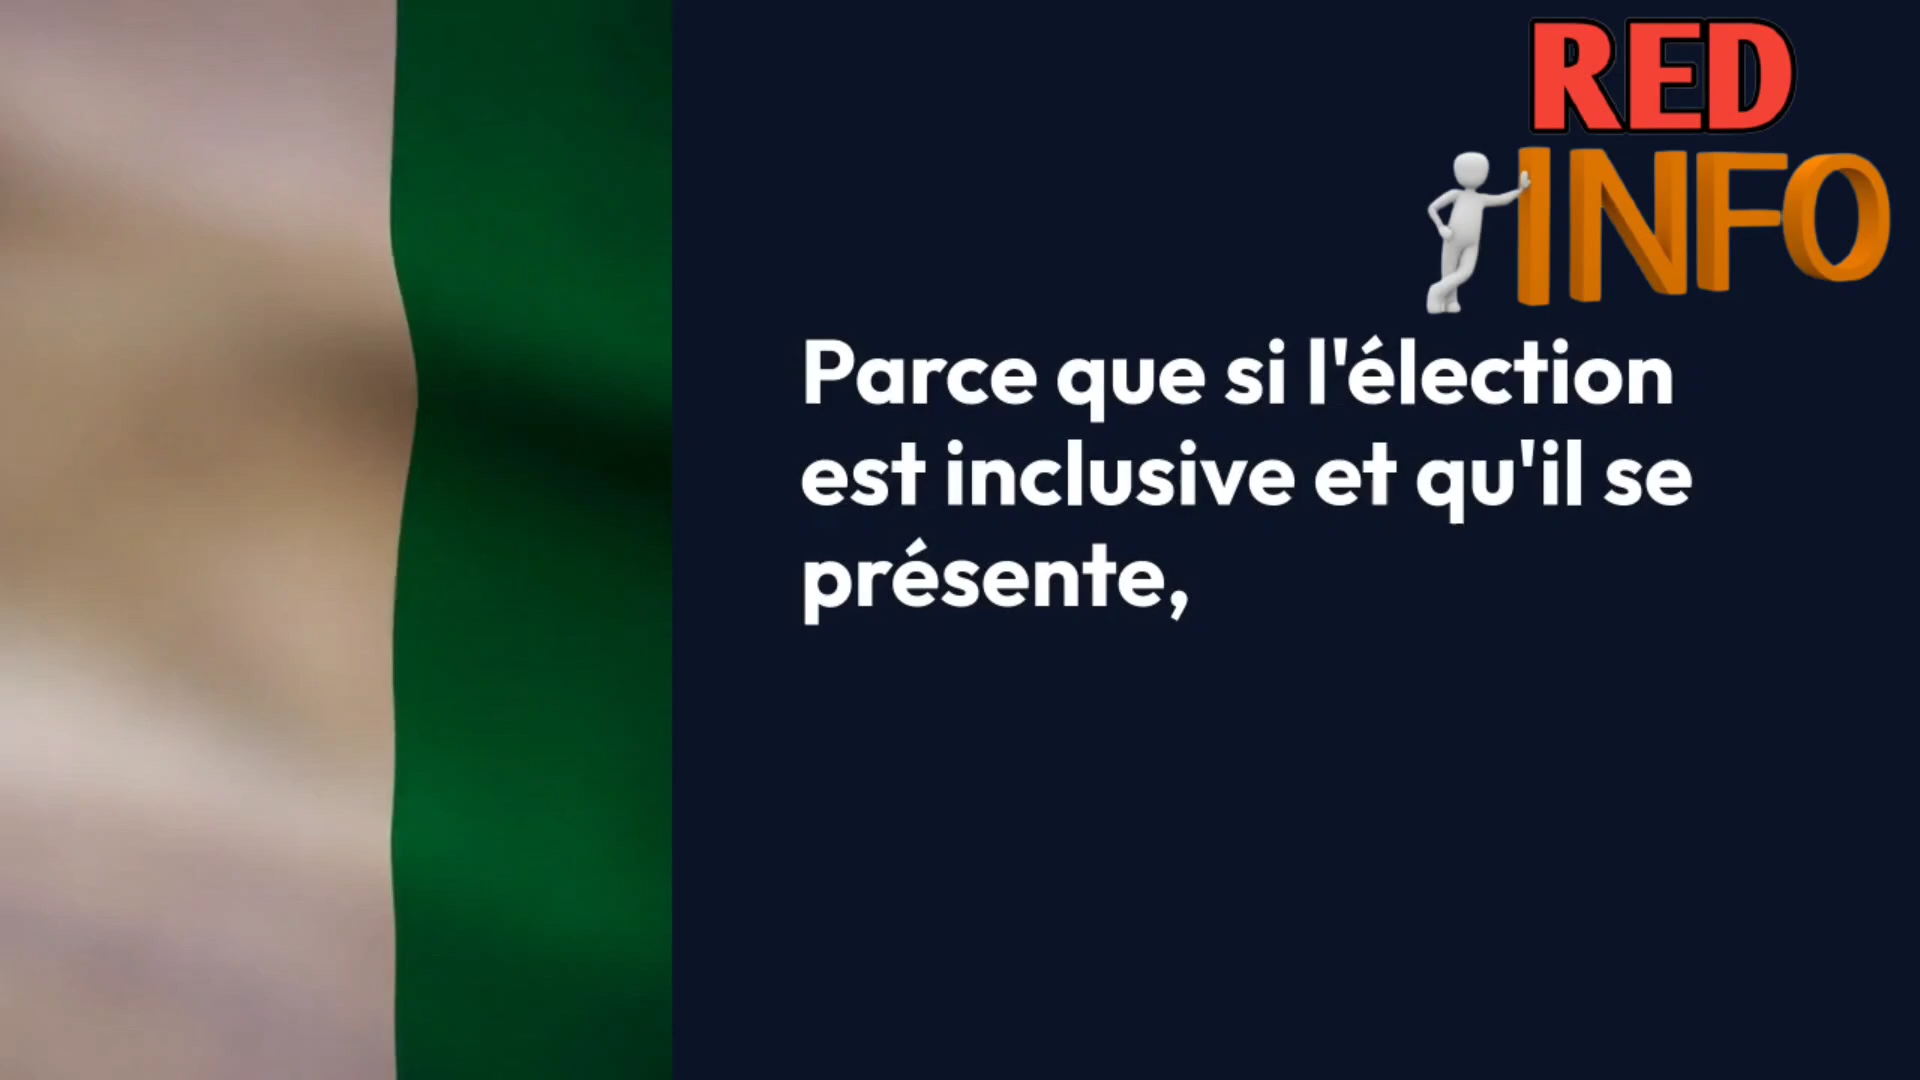 RED
INFO
Parce que si l'élection
est inclusive et qu'il se
présente,